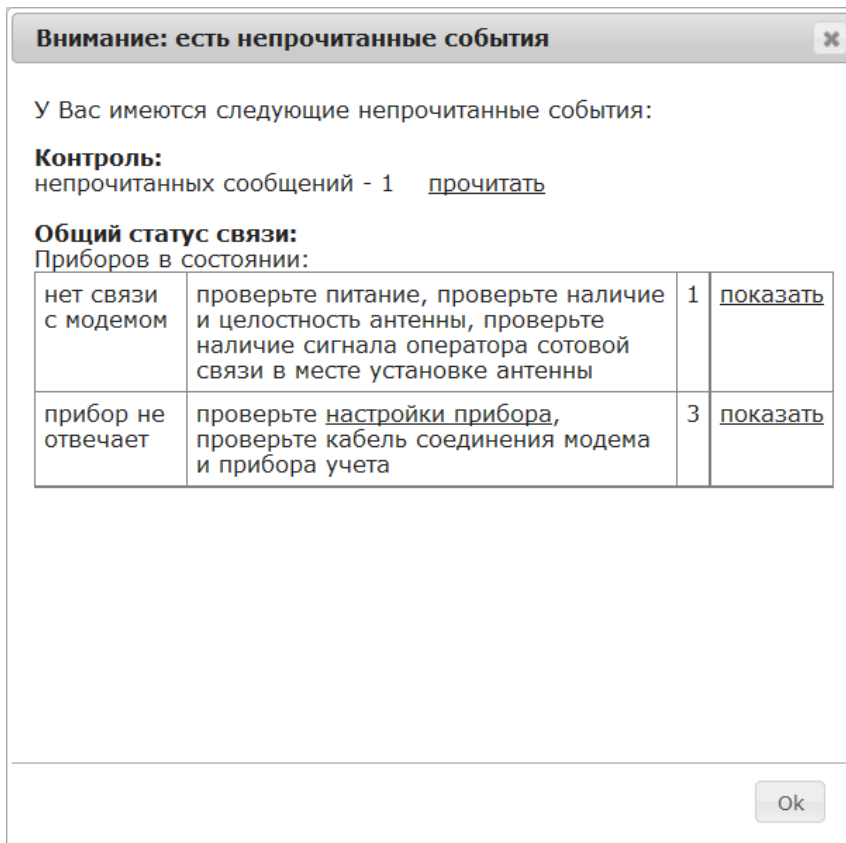 Внимание: есть непрочитанные события
У Вас имеются следующие непрочитанные события:
Контроль:
непрочитанных сообщений - 1 прочитать
Общий статус связи:
Приборов в состоянии:
нет связи с модемом
проверьте питание, проверьте наличие
и целостность антенны, проверьте
наличие сигнала оператора сотовой
связи в месте установке антенны
1
показать
прибор не отвечает
проверьте настройки прибора,
проверьте кабель соединения модема
и прибора учета
3
показать
Ok